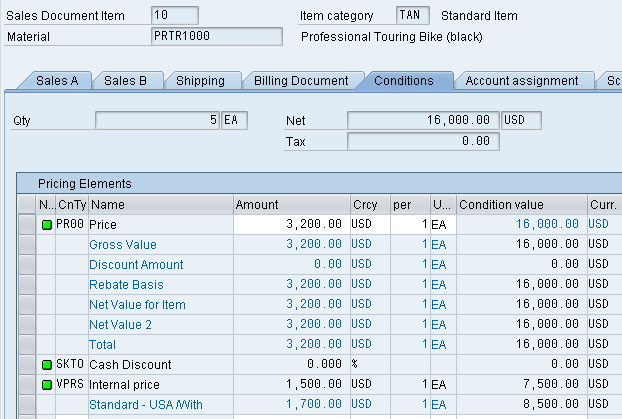 Sales Document Item 10 Item category TAN Standard Item
Material PRTR1000 Professional Touring Bike (black)
Sales A Sales B Shipping Billing Document Conditions Account assignment Sc
Qty 5 EA Net 16,000.00 USD
Tax 0.00
Pricing Elements
N... CnTy Name Amount Crcy per U... Condition value Curr.
PR00 Price 3,200.00 USD 1 EA 16,000.00 USD
Gross Value 3,200.00 USD 1 EA 16,000.00 USD
Discount Amount 0.00 USD 1 EA 0.00 USD
Rebate Basis 3,200.00 USD 1 EA 16,000.00 USD
Net Value for Item 3,200.00 USD 1 EA 16,000.00 USD
Net Value 2 3,200.00 USD 1 EA 16,000.00 USD
Total 3,200.00 USD 1 EA 16,000.00 USD
SKTO Cash Discount 0.000 % 0.00 USD
VPRS Internal price 1,500.00 USD 1 EA 7,500.00 USD
Standard - USA /With 1,700.00 USD 1 EA 8,500.00 USD